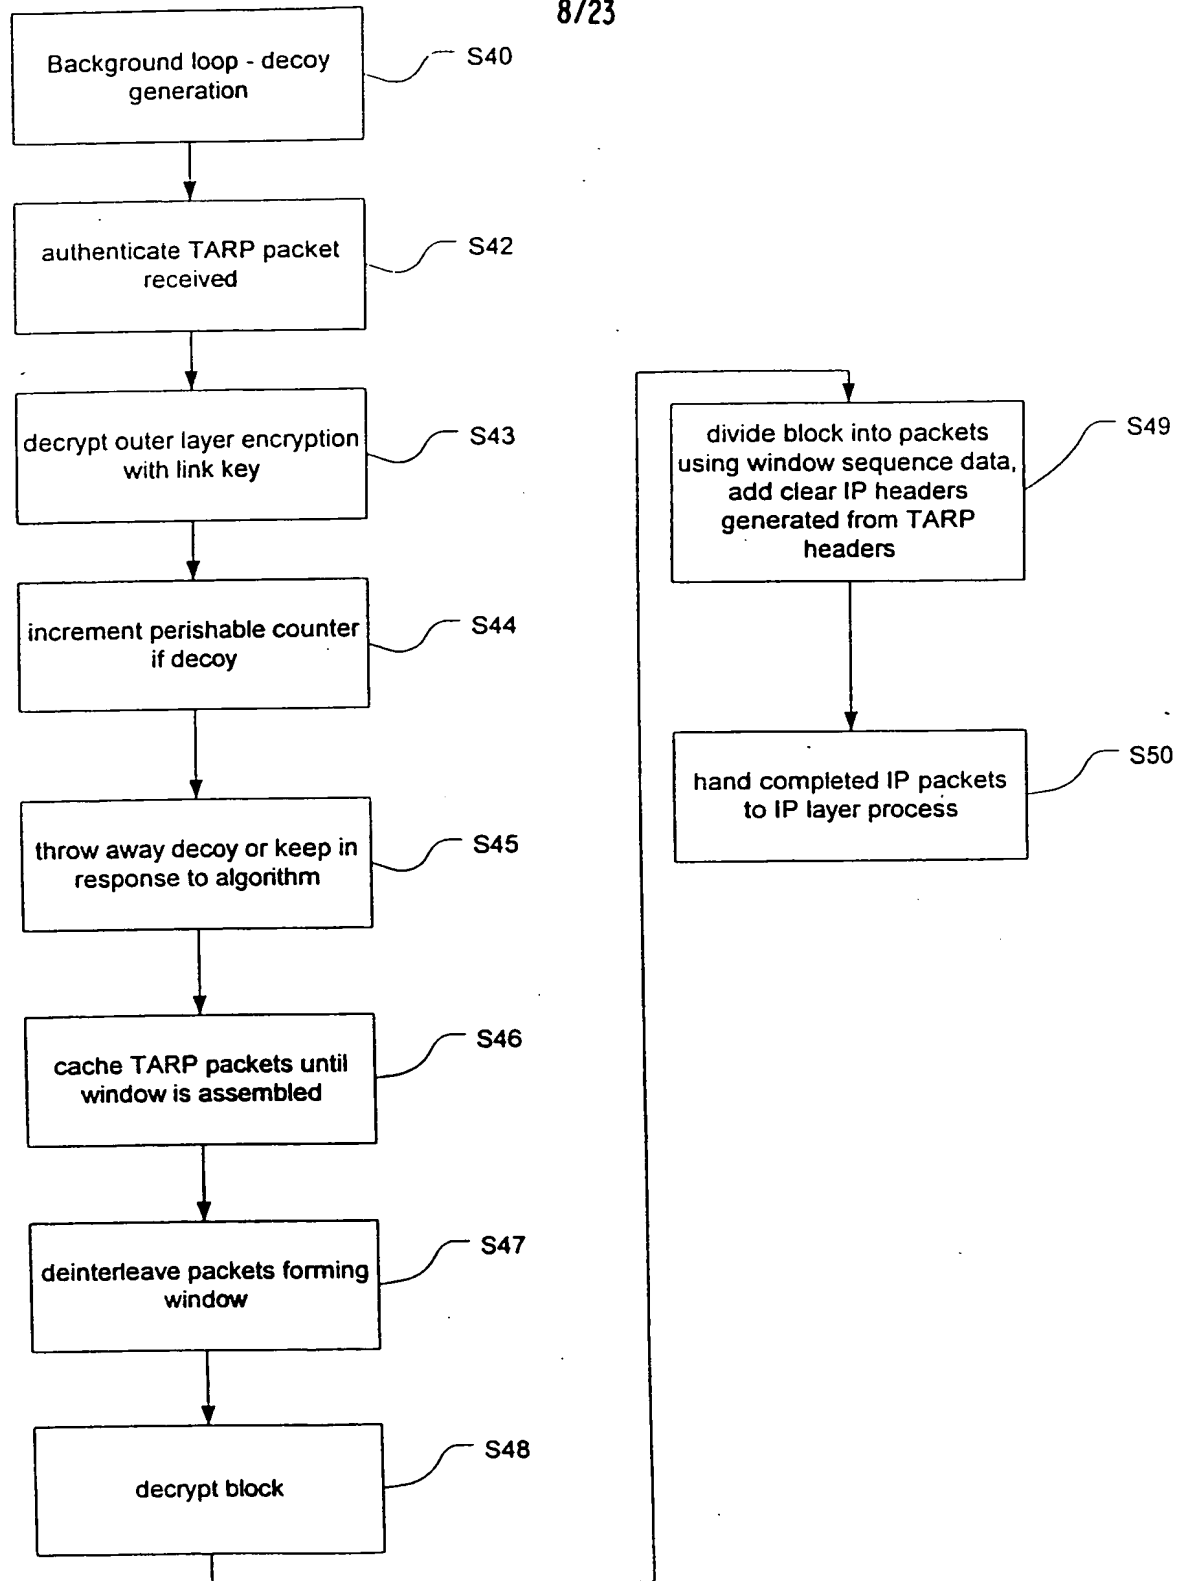 8/23
Background loop - decoy
generation
S40
authenticate TARP packet
received
S42
decrypt outer layer encryption
with link key
S43
increment perishable counter
if decoy
S44
throw away decoy or keep in
response to algorithm
S45
cache TARP packets until
window is assembled
S46
deinterleave packets forming
window
S47
decrypt block
S48
divide block into packets
using window sequence data,
add clear IP headers
generated from TARP
headers
S49
hand completed IP packets
to IP layer process
S50